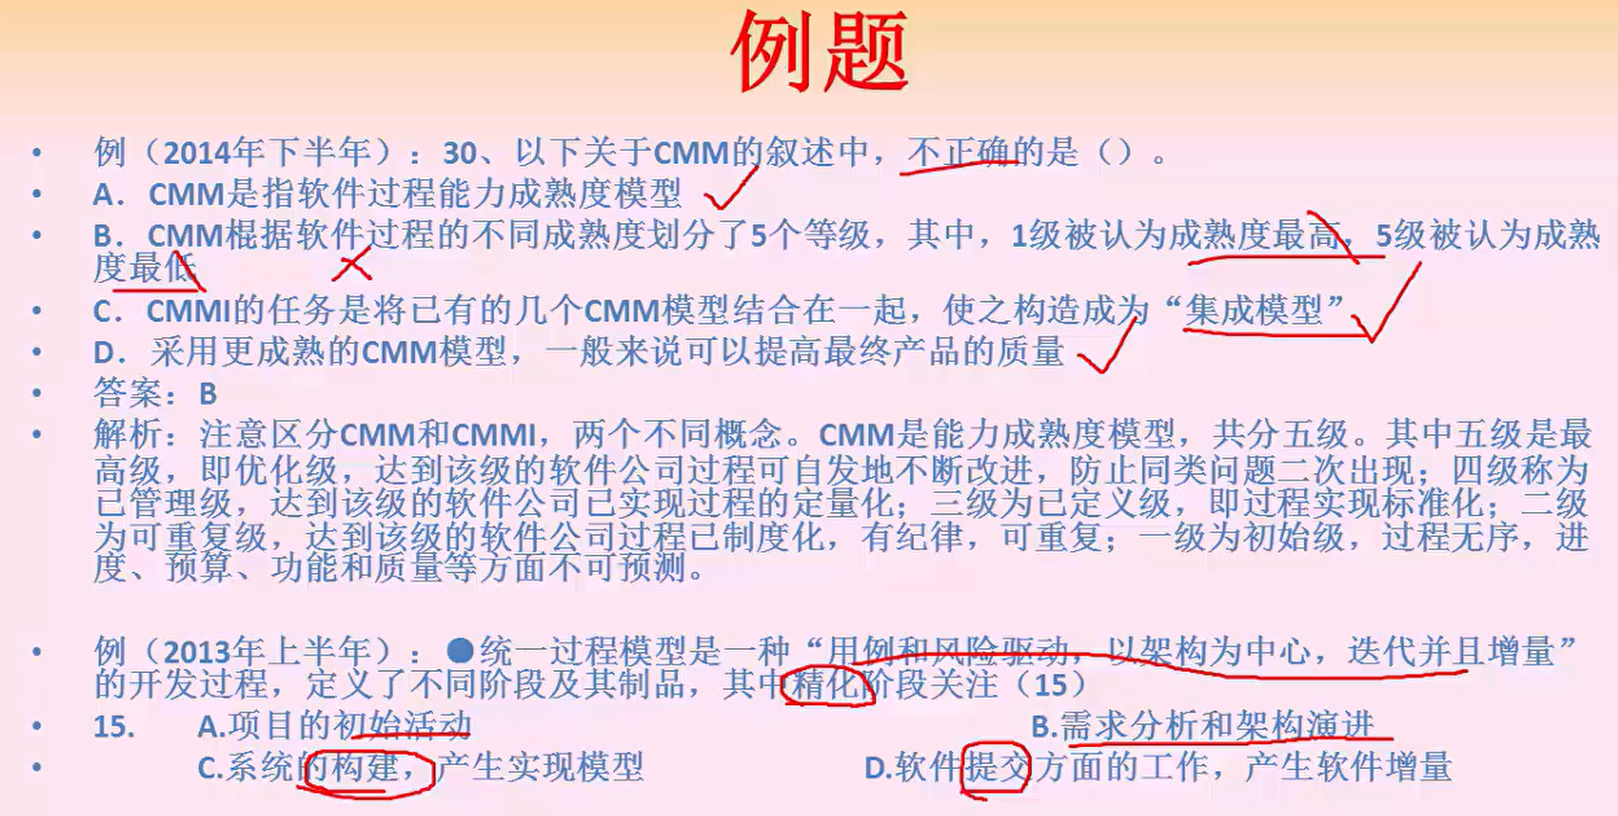 例题
• 例（2014年下半年）：30、以下关于CMM的叙述中，不正确的是（）。
• A．CMM是指软件过程能力成熟度模型
• B．CMM棍据软件过程的不同成熟度划分了5个等级，其中，1级被认为成熟度最高，5级被认为成熟
度最低
• C．CMMI的任务是将已有的几个CMM模型结合在一起，使之构造成为“集成模型”
• D．采用更成熟的CMM模型，一般来说可以提高最终产品的质量
• 答案：B
• 解析：注意区分CMM和CMMI，两个不同概念。CMM是能力成熟度模型，共分五级。其中五级是最
高级，即优化级，达到该级的软件公司过程可自发地不断改进，防止同类问题二次出现；四级称为
已管理级，达到该级的软件公司已实现过程的定量化；三级为已定义级，即过程实现标准化；二级
为可重复级，达到该级的软件公司过程已制度化，有纪律，可重复；一级为初始级，过程无序，进
度、预算、功能和质量等方面不可预测。
• 例（2013年上半年）：●统一过程模型是一种“用例和风险驱动，以架构为中心，迭代并且增量”
的开发过程，定义了不同阶段及其制品，其中精化阶段关注（15）
• 15. A.项目的初始活动 B.需求分析和架构演进
• C.系统的构建，产生实现模型 D.软件提交方面的工作，产生软件增量